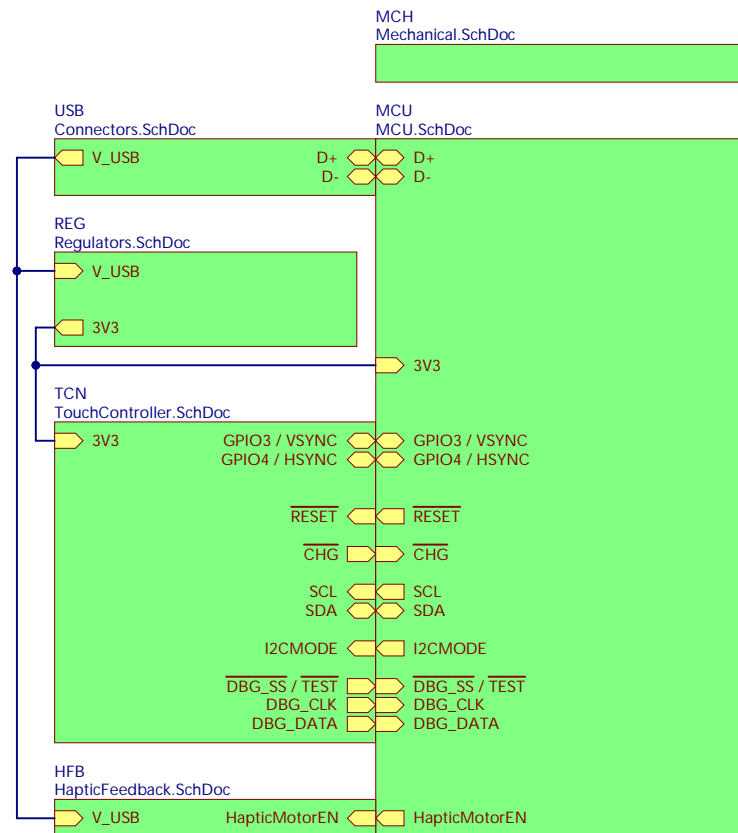 MCH
Mechanical.SchDoc
USB
Connectors.SchDoc
MCU
MCU.SchDoc
V_USB
D+
D+
D-
D-
REG
Regulators.SchDoc
V_USB
3V3
3V3
TCN
TouchController.SchDoc
3V3
GPIO3 / VSYNC
GPIO3 / VSYNC
GPIO4 / HSYNC
GPIO4 / HSYNC
RESET
RESET
CHG
CHG
SCL
SCL
SDA
SDA
I2CMODE
I2CMODE
DBG_SS / TEST
DBG_SS / TEST
DBG_CLK
DBG_CLK
DBG_DATA
DBG_DATA
HFB
HapticFeedback.SchDoc
V_USB
HapticMotorEN
HapticMotorEN